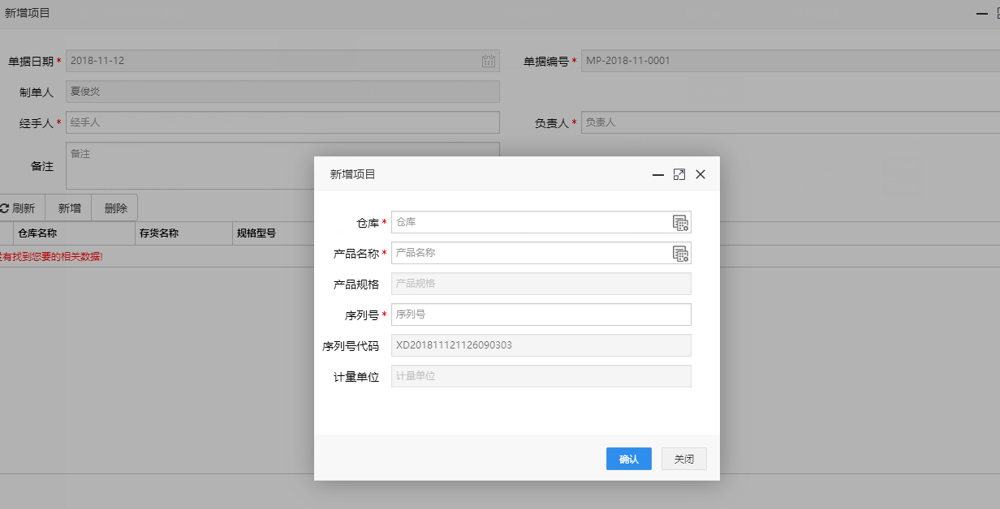 新增项目
单据日期* 2018-11-12 单据编号* MP-2018-11-0001
制单人 夏俊炎
经手人* 经手人 负责人* 负责人
备注 备注
刷新 新增 删除
仓库名称 存货名称 规格型号
有找到您要的相关数据!
新增项目
仓库* 仓库
产品名称* 产品名称
产品规格 产品规格
序列号* 序列号
序列号代码 XD201811121126090303
计量单位 计量单位
确认 关闭